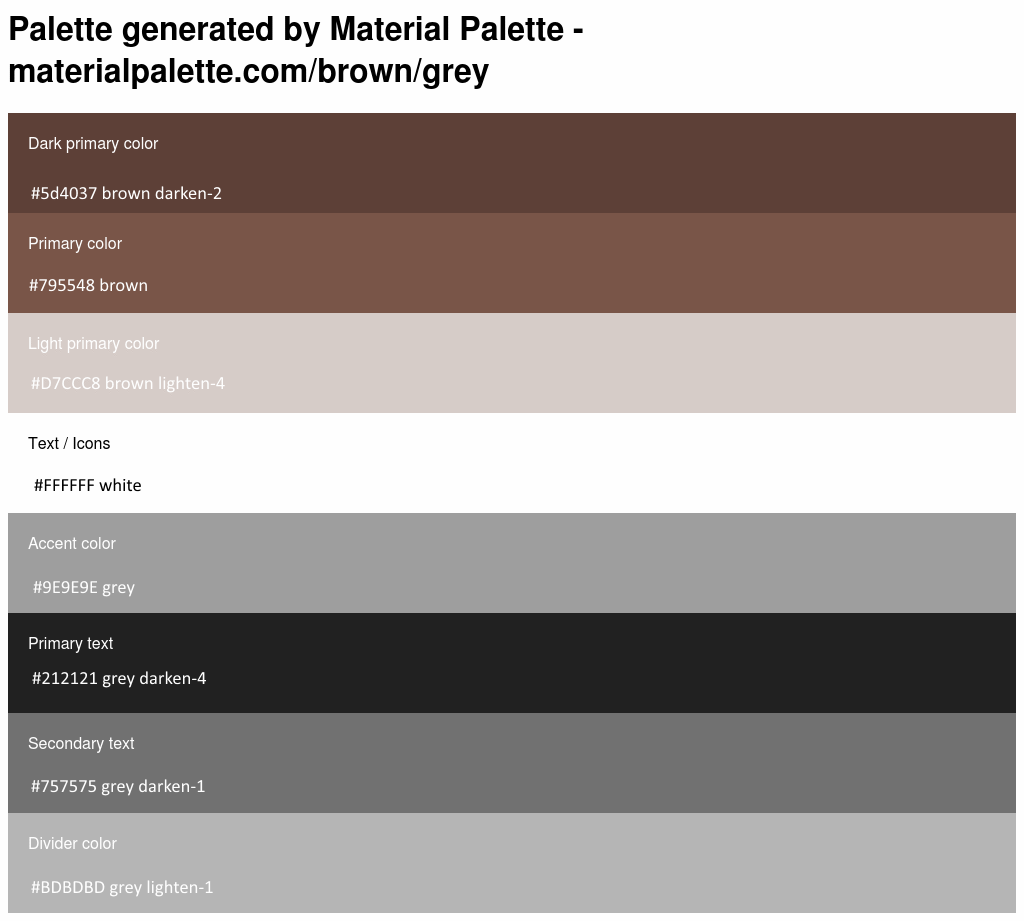 Palette generated by Material Palette -
materialpalette.com/brown/grey
Dark primary color
#5d4037 brown darken-2
Primary color
#795548 brown
Light primary color
#D7CCC8 brown lighten-4
Text / Icons
#FFFFFF white
Accent color
#9E9E9E grey
Primary text
#212121 grey darken-4
Secondary text
#757575 grey darken-1
Divider color
#BDBDBD grey lighten-1